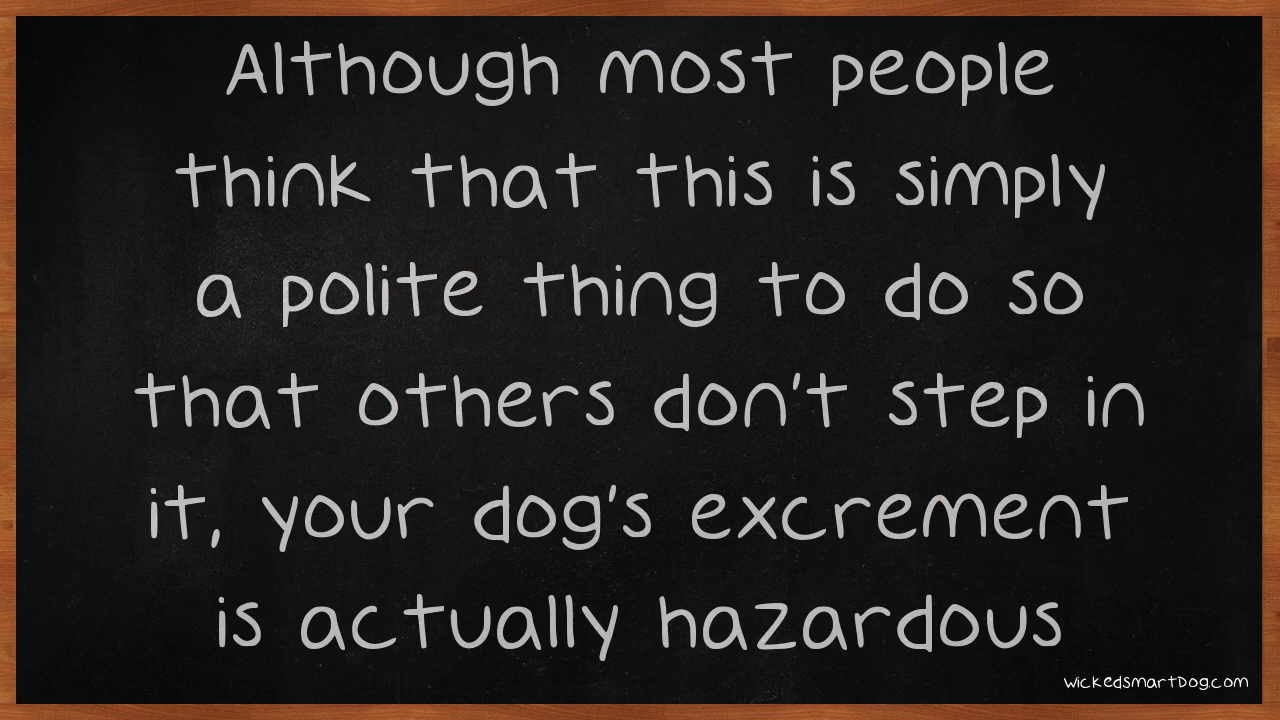 Although most people
think that this is simply
a polite thing to do so
that others don't step in
it, your dog's excrement
is actually hazardous
wickedsmartDog.com